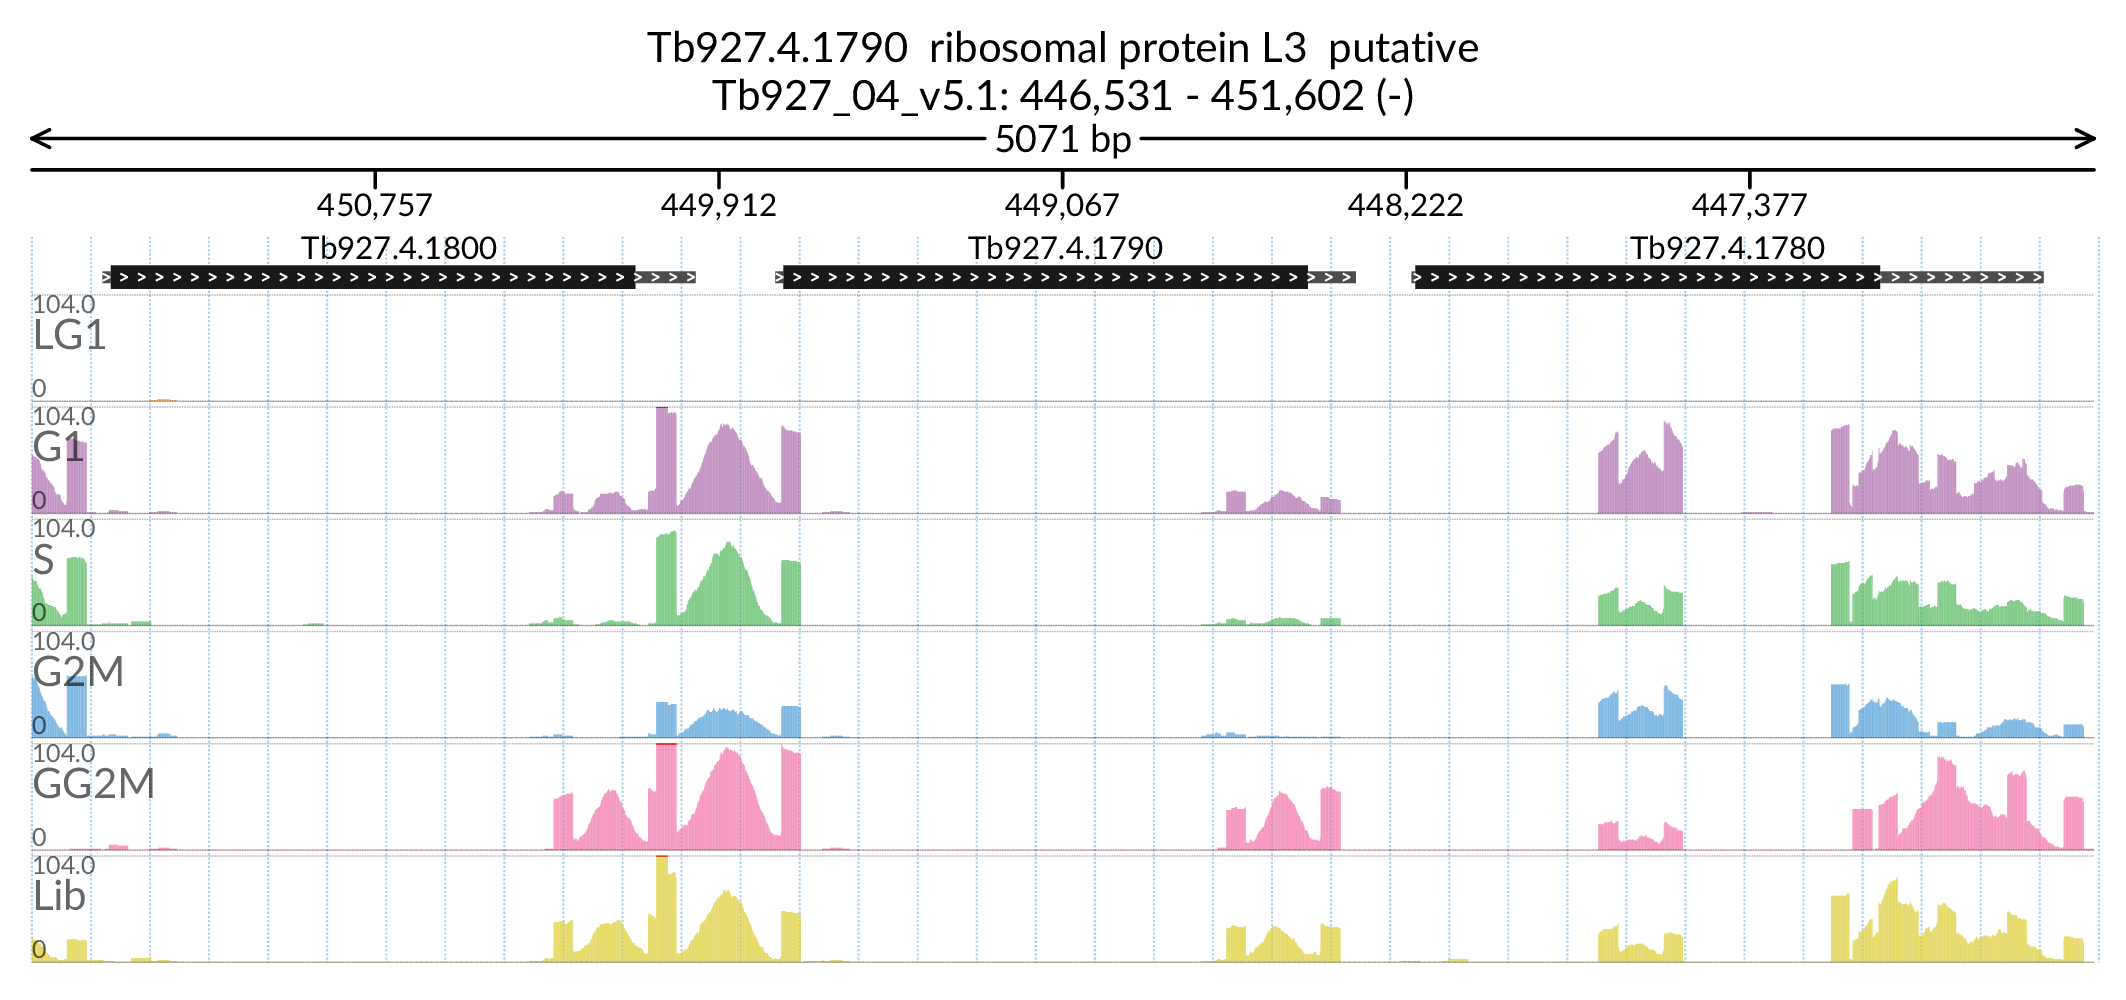 Tb927.4.1790  ribosomal protein L3  putative
Tb927_04_v5.1: 446,531 - 451,602 (-)
5071 bp
450,757 449,912 449,067 448,222 447,377
Tb927.4.1800 Tb927.4.1790 Tb927.4.1780
104.0
LG1
0
104.0
G1
0
104.0
S
0
104.0
G2M
0
104.0
GG2M
0
104.0
Lib
0